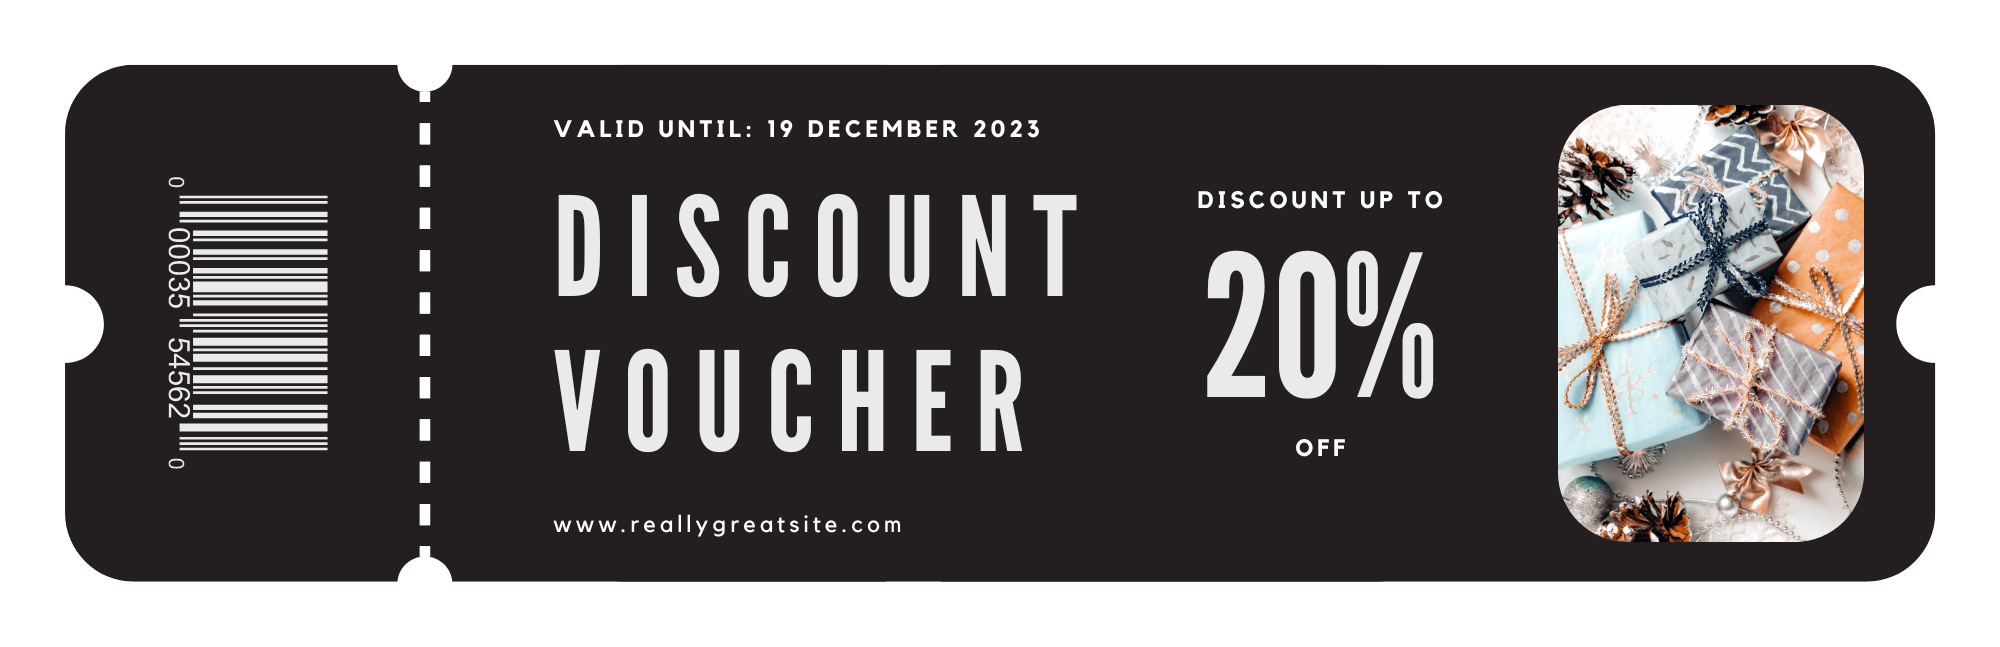 0 00035 54562 0
VALID UNTIL: 19 DECEMBER 2023
DISCOUNT
VOUCHER
www.reallygreatsite.com
DISCOUNT UP TO
20%
OFF